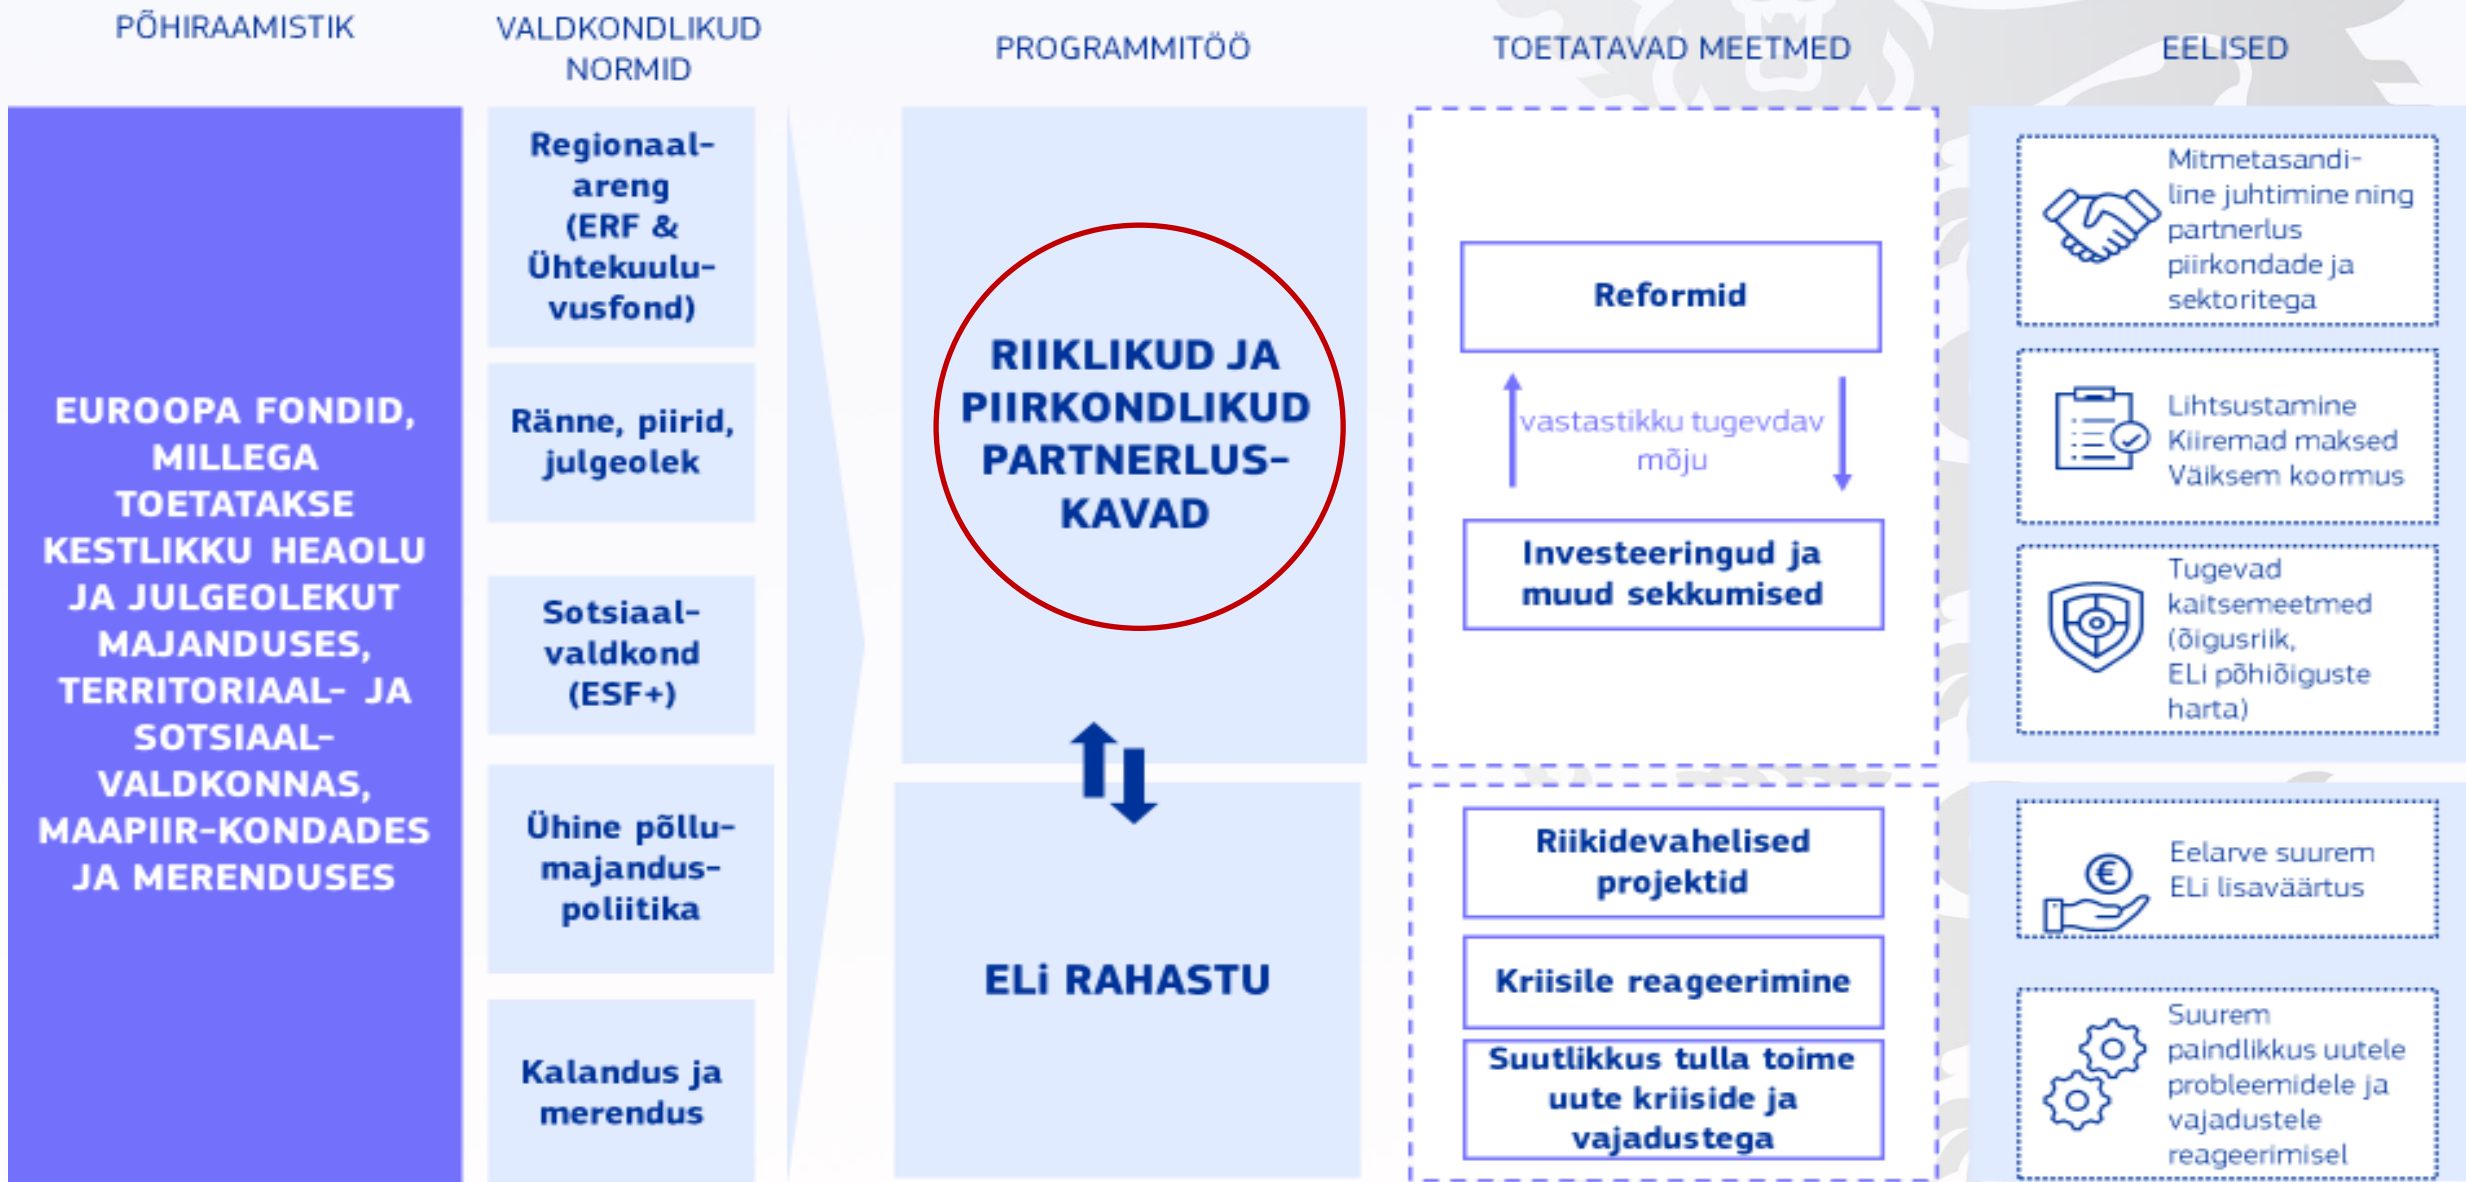 PÕHIRAAMISTIK
VALDKONDLIKUD
NORMID
PROGRAMMITÖÖ
TOETATAVAD MEETMED
EELISED
EUROOPA FONDID,
MILLEGA
TOETATAKSE
KESTLIKKU HEAOLU
JA JULGEOLEKUT
MAJANDUSES,
TERRITORIAAL- JA
SOTSIAAL-
VALDKONNAS,
MAAPIIR-KONDADES
JA MERENDUSES
Regionaal-
areng
(ERF &
Ühtekuulu-
vusfond)
Ränne, piirid,
julgeolek
Sotsiaal-
valdkond
(ESF+)
Ühine põllu-
majandus-
poliitika
Kalandus ja
merendus
RIIKLIKUD JA
PIIRKONDLIKUD
PARTNERLUS-
KAVAD
ELi RAHASTU
Reformid
vastastikku tugevdav
mõju
Investeeringud ja
muud sekkumised
Riikidevahelised
projektid
Kriisile reageerimine
Suutlikkus tulla toime
uute kriiside ja
vajadustega
Mitmetasandi-
line juhtimine ning
partnerlus
piirkondade ja
sektoritega
Lihtsustamine
Kiiremad maksed
Väiksem koormus
Tugevad
kaitsemeetmed
(õigusriik,
ELi põhiõiguste
harta)
€
Eelarve suurem
ELi lisaväärtus
Suurem
paindlikkus uutele
probleemidele ja
vajadustele
reageerimisel